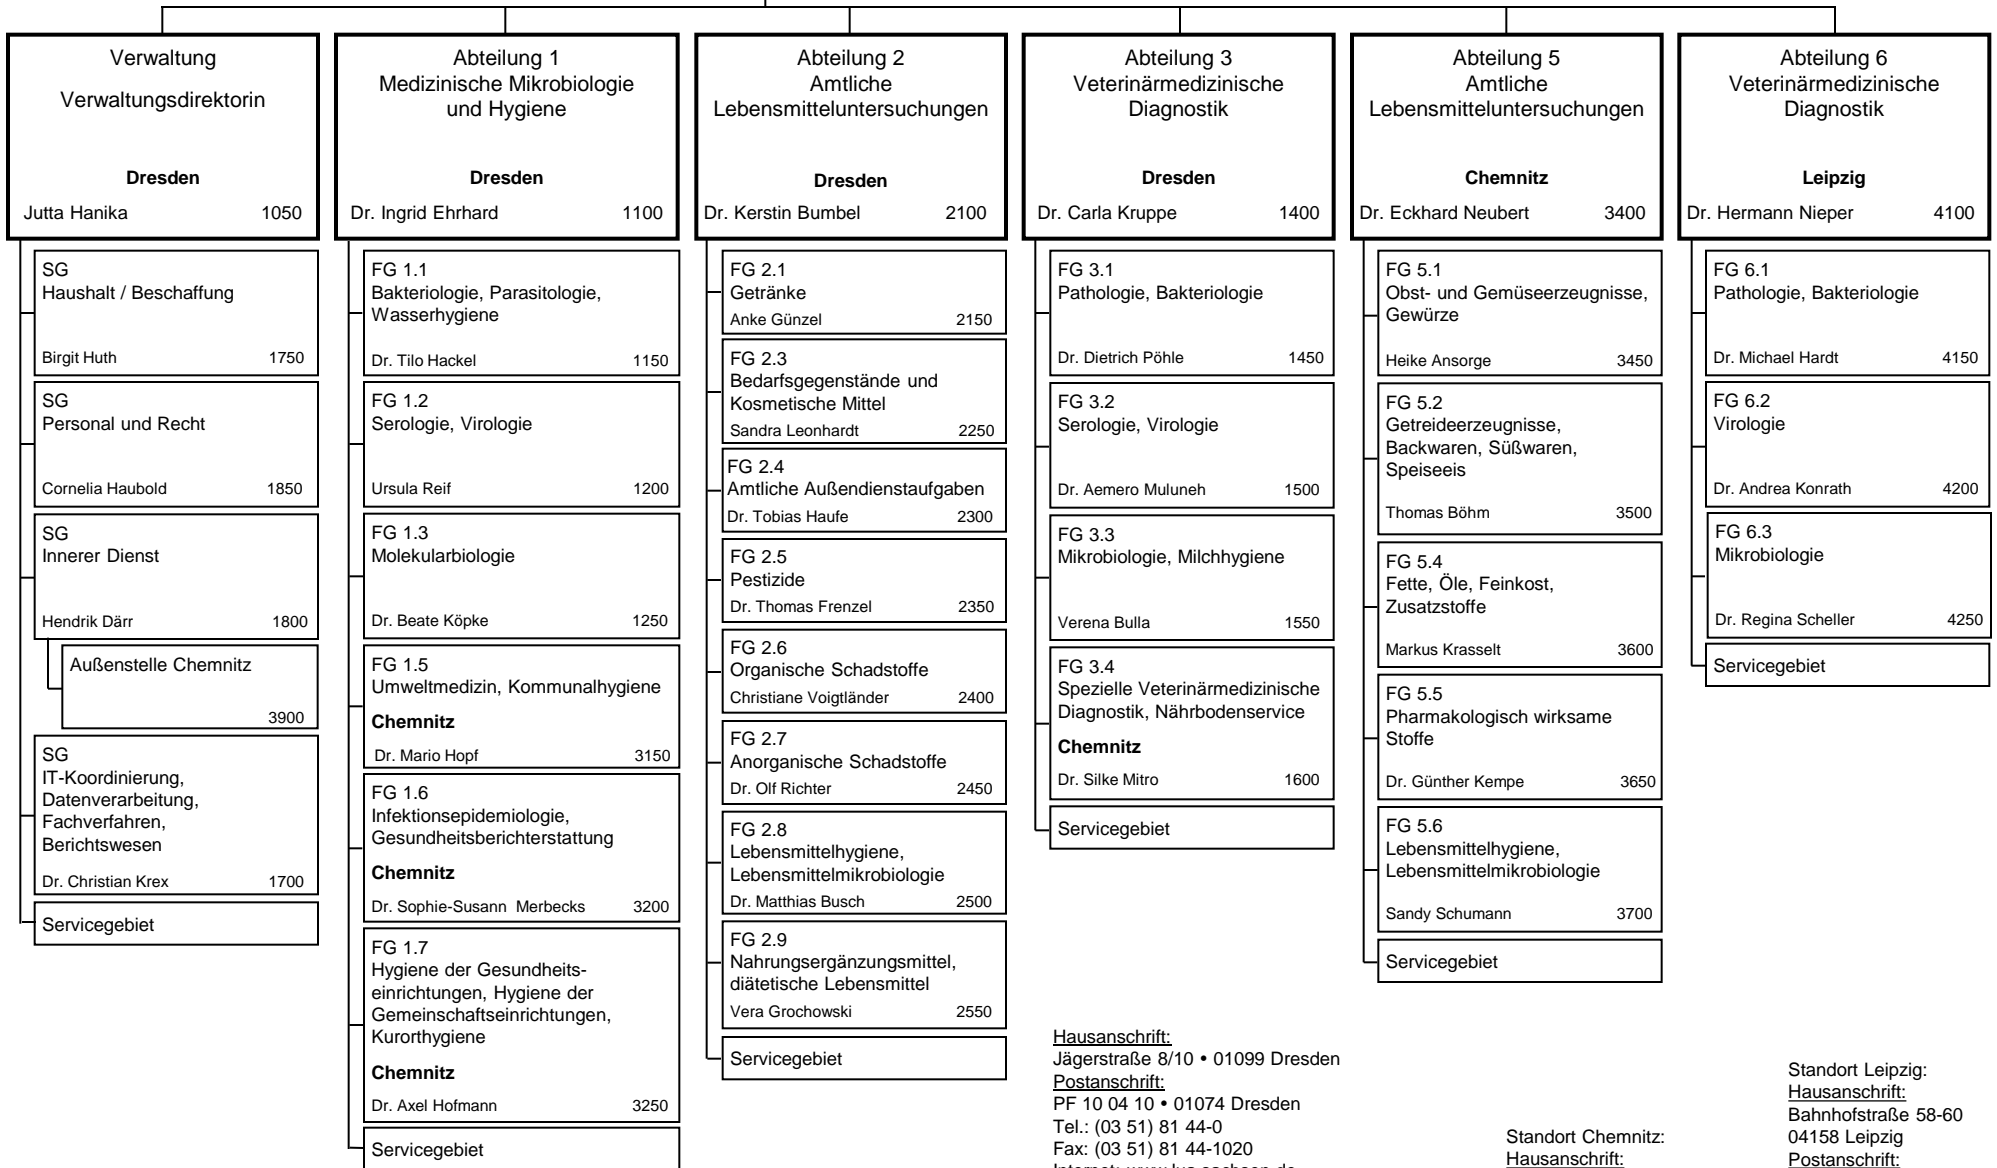 Verwaltung
Verwaltungsdirektorin
Dresden
Jutta Hanika 1050
SG
Haushalt / Beschaffung
Birgit Huth 1750
SG
Personal und Recht
Cornelia Haubold 1850
SG
Innerer Dienst
Hendrik Därr 1800
Außenstelle Chemnitz
3900
SG
IT-Koordinierung,
Datenverarbeitung,
Fachverfahren,
Berichtswesen
Dr. Christian Krex 1700
Servicegebiet
Abteilung 1
Medizinische Mikrobiologie
und Hygiene
Dresden
Dr. Ingrid Ehrhard 1100
FG 1.1
Bakteriologie, Parasitologie,
Wasserhygiene
Dr. Tilo Hackel 1150
FG 1.2
Serologie, Virologie
Ursula Reif 1200
FG 1.3
Molekularbiologie
Dr. Beate Köpke 1250
FG 1.5
Umweltmedizin, Kommunalhygiene
Chemnitz
Dr. Mario Hopf 3150
FG 1.6
Infektionsepidemiologie,
Gesundheitsberichterstattung
Chemnitz
Dr. Sophie-Susann Merbecks 3200
FG 1.7
Hygiene der Gesundheits-
einrichtungen, Hygiene der
Gemeinschaftseinrichtungen,
Kurorthygiene
Chemnitz
Dr. Axel Hofmann 3250
Servicegebiet
Abteilung 2
Amtliche
Lebensmitteluntersuchungen
Dresden
Dr. Kerstin Bumbel 2100
FG 2.1
Getränke
Anke Günzel 2150
FG 2.3
Bedarfsgegenstände und
Kosmetische Mittel
Sandra Leonhardt 2250
FG 2.4
Amtliche Außendienstaufgaben
Dr. Tobias Haufe 2300
FG 2.5
Pestizide
Dr. Thomas Frenzel 2350
FG 2.6
Organische Schadstoffe
Christiane Voigtländer 2400
FG 2.7
Anorganische Schadstoffe
Dr. Olf Richter 2450
FG 2.8
Lebensmittelhygiene,
Lebensmittelmikrobiologie
Dr. Matthias Busch 2500
FG 2.9
Nahrungsergänzungsmittel,
diätetische Lebensmittel
Vera Grochowski 2550
Servicegebiet
Abteilung 3
Veterinärmedizinische
Diagnostik
Dresden
Dr. Carla Kruppe 1400
FG 3.1
Pathologie, Bakteriologie
Dr. Dietrich Pöhle 1450
FG 3.2
Serologie, Virologie
Dr. Aemero Muluneh 1500
FG 3.3
Mikrobiologie, Milchhygiene
Verena Bulla 1550
FG 3.4
Spezielle Veterinärmedizinische
Diagnostik, Nährbodenservice
Chemnitz
Dr. Silke Mitro 1600
Servicegebiet
Abteilung 5
Amtliche
Lebensmitteluntersuchungen
Chemnitz
Dr. Eckhard Neubert 3400
FG 5.1
Obst- und Gemüseerzeugnisse,
Gewürze
Heike Ansorge 3450
FG 5.2
Getreideerzeugnisse,
Backwaren, Süßwaren,
Speiseeis
Thomas Böhm 3500
FG 5.4
Fette, Öle, Feinkost,
Zusatzstoffe
Markus Krasselt 3600
FG 5.5
Pharmakologisch wirksame
Stoffe
Dr. Günther Kempe 3650
FG 5.6
Lebensmittelhygiene,
Lebensmittelmikrobiologie
Sandy Schumann 3700
Servicegebiet
Abteilung 6
Veterinärmedizinische
Diagnostik
Leipzig
Dr. Hermann Nieper 4100
FG 6.1
Pathologie, Bakteriologie
Dr. Michael Hardt 4150
FG 6.2
Virologie
Dr. Andrea Konrath 4200
FG 6.3
Mikrobiologie
Dr. Regina Scheller 4250
Servicegebiet
Hausanschrift:
Jägerstraße 8/10 • 01099 Dresden
Postanschrift:
PF 10 04 10 • 01074 Dresden
Tel.: (03 51) 81 44-0
Fax: (03 51) 81 44-1020
Internet: www.lua.sachsen.de
Standort Chemnitz:
Hausanschrift:
Standort Leipzig:
Hausanschrift:
Bahnhofstraße 58-60
04158 Leipzig
Postanschrift: